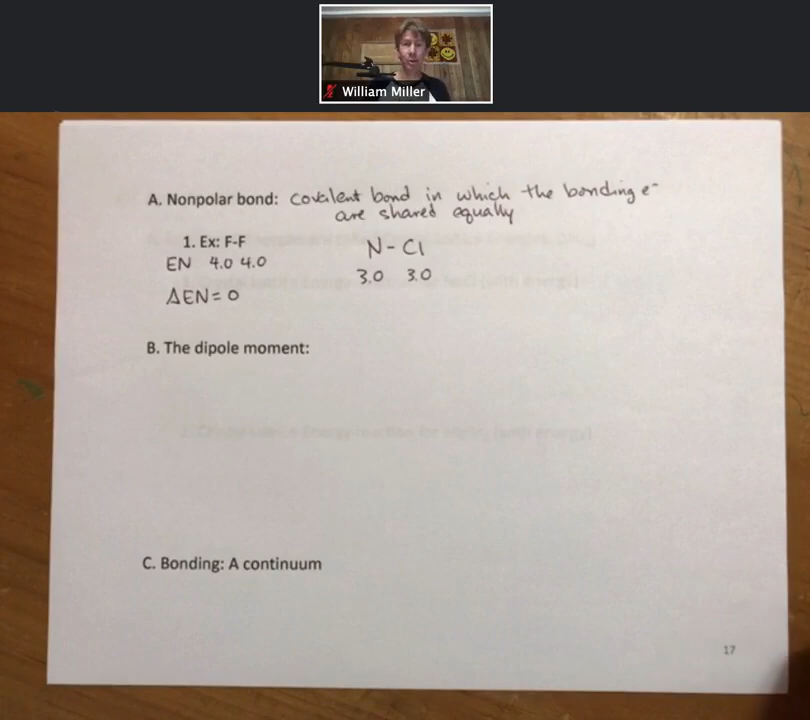 William Miller
A. Nonpolar bond: covalent bond in which the bonding e⁻
are shared equally
1. Ex: F-F
N - Cl
EN 4.0 4.0
3.0 3.0
ΔEN = 0
B. The dipole moment:
C. Bonding: A continuum
17